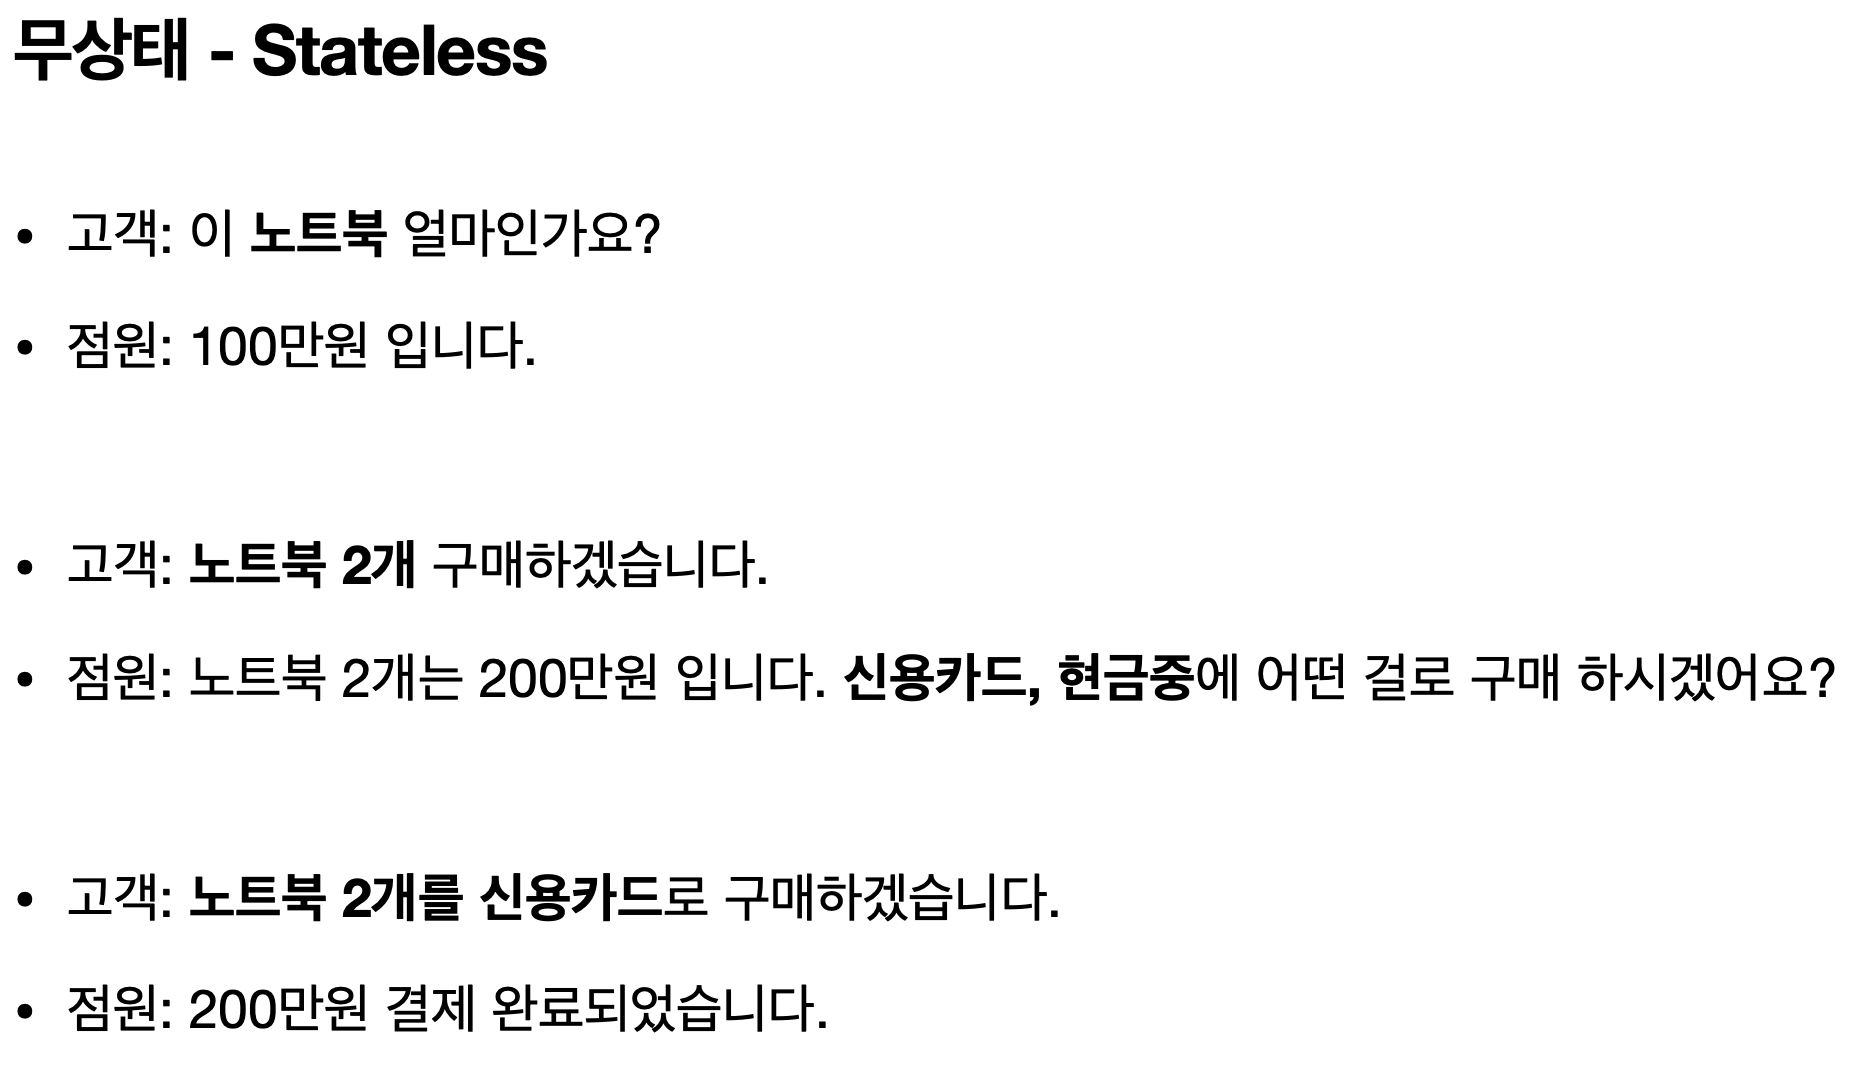 무상태 - Stateless
• 고객: 이 노트북 얼마인가요?
• 점원: 100만원 입니다.
• 고객: 노트북 2개 구매하겠습니다.
• 점원: 노트북 2개는 200만원 입니다. 신용카드, 현금중에 어떤 걸로 구매 하시겠어요?
• 고객: 노트북 2개를 신용카드로 구매하겠습니다.
• 점원: 200만원 결제 완료되었습니다.